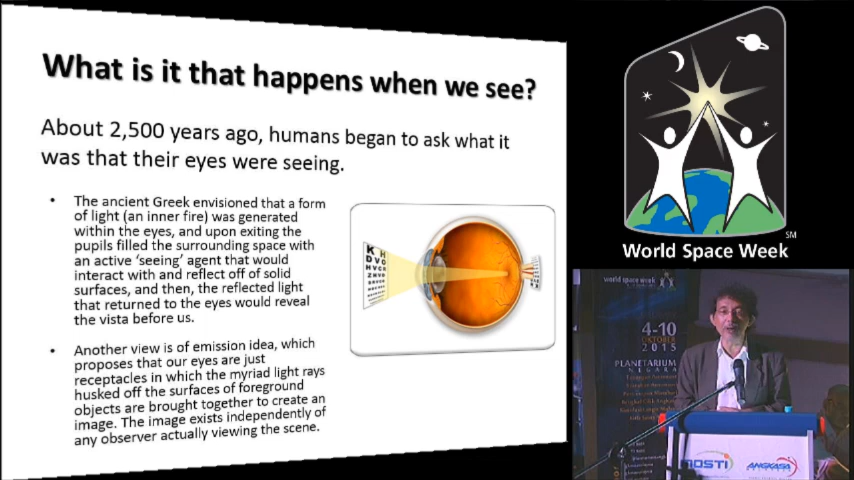 What is it that happens when we see?
About 2,500 years ago, humans began to ask what it
was that their eyes were seeing.
• The ancient Greek envisioned that a form
of light (an inner fire) was generated
within the eyes, and upon exiting the
pupils filled the surrounding space with
an active 'seeing' agent that would
interact with and reflect off of solid
surfaces, and then, the reflected light
that returned to the eyes would reveal
the vista before us.
• Another view is of emission idea, which
proposes that our eyes are just
receptacles in which the myriad light rays
husked off the surfaces of foreground
objects are brought together to create an
image. The image exists independently of
any observer actually viewing the scene.
K H
D V O
SM
World Space Week
world space week
4-10
OKTOBER
2015
PLANETARIUM
NEGARA
MOSTI
ANGKASA